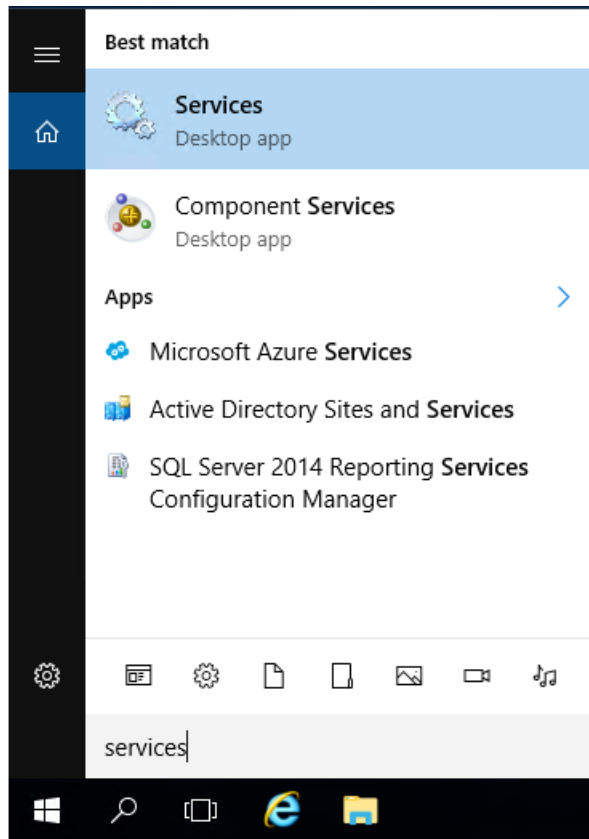 Best match
Services
Desktop app
Component Services
Desktop app
Apps
Microsoft Azure Services
Active Directory Sites and Services
SQL Server 2014 Reporting Services
Configuration Manager
services